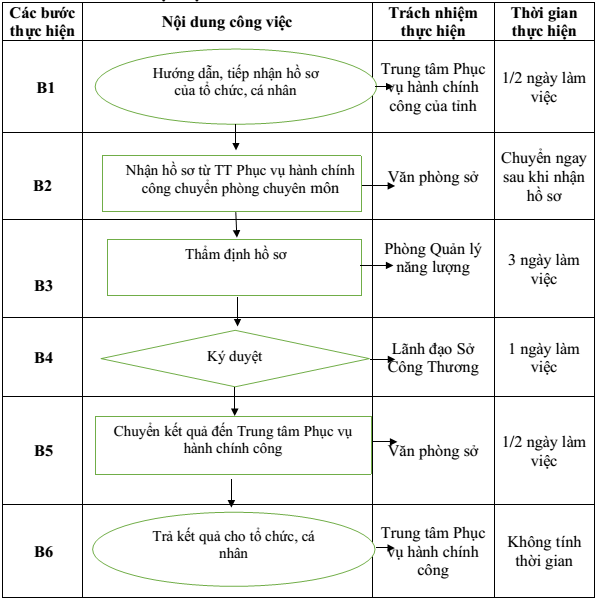 Các bước
thực hiện
Nội dung công việc
Trách nhiệm
thực hiện
Thời gian
thực hiện
B1
Hướng dẫn, tiếp nhận hồ sơ
của tổ chức, cá nhân
Trung tâm Phục
vụ hành chính
công của tỉnh
1/2 ngày làm
việc
B2
Nhận hồ sơ từ TT Phục vụ hành chính
công chuyển phòng chuyên môn
Văn phòng sở
Chuyển ngay
sau khi nhận
hồ sơ
B3
Thẩm định hồ sơ
Phòng Quản lý
năng lượng
3 ngày làm
việc
B4
Ký duyệt
Lãnh đạo Sở
Công Thương
1 ngày làm
việc
B5
Chuyển kết quả đến Trung tâm Phục vụ
hành chính công
Văn phòng sở
1/2 ngày làm
việc
B6
Trả kết quả cho tổ chức, cá
nhân
Trung tâm Phục
vụ hành chính
công
Không tính
thời gian